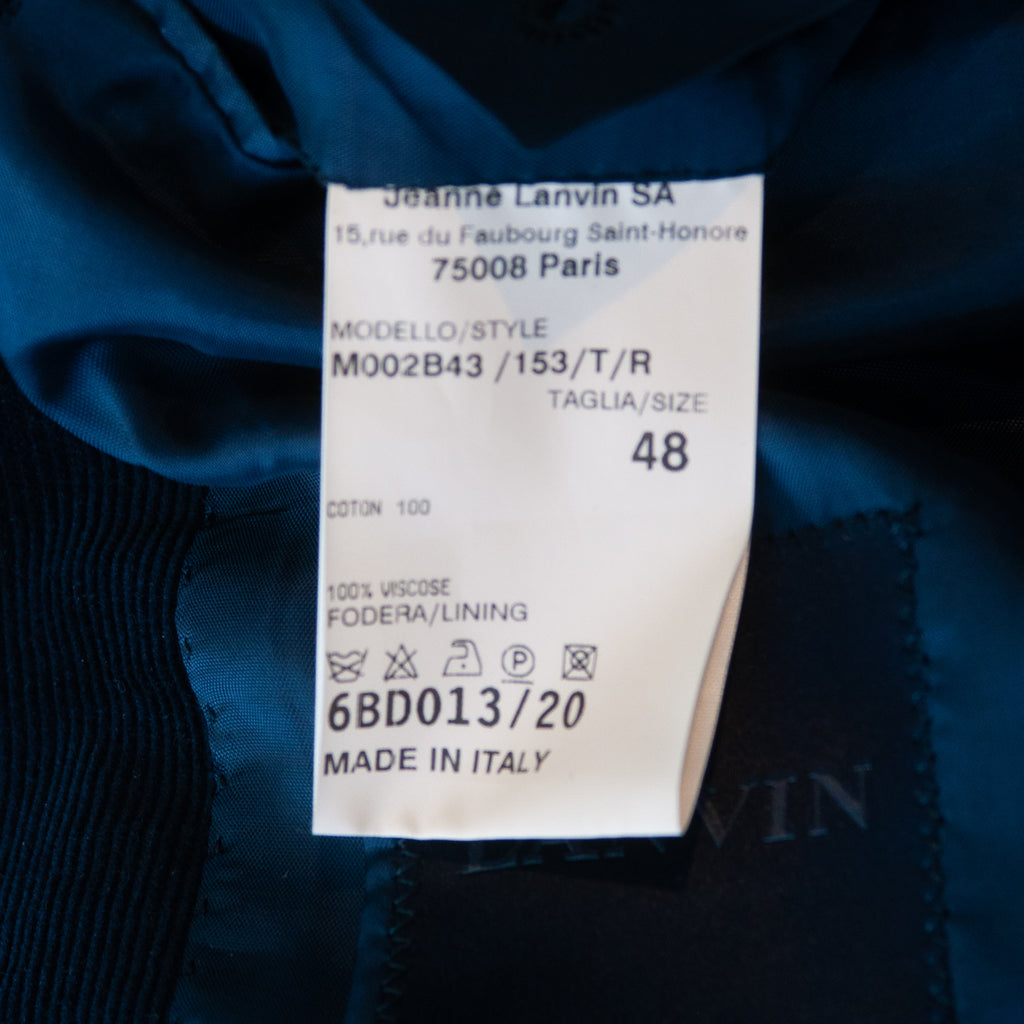 Jeanne Lanvin SA
15,rue du Faubourg Saint-Honore
75008 Paris
MODELLO/STYLE
M002B43 /153/T/R
TAGLIA/SIZE
48
COTON 100
100% VISCOSE
FODERA/LINING
P
6BD013/20
MADE IN ITALY
LANVIN